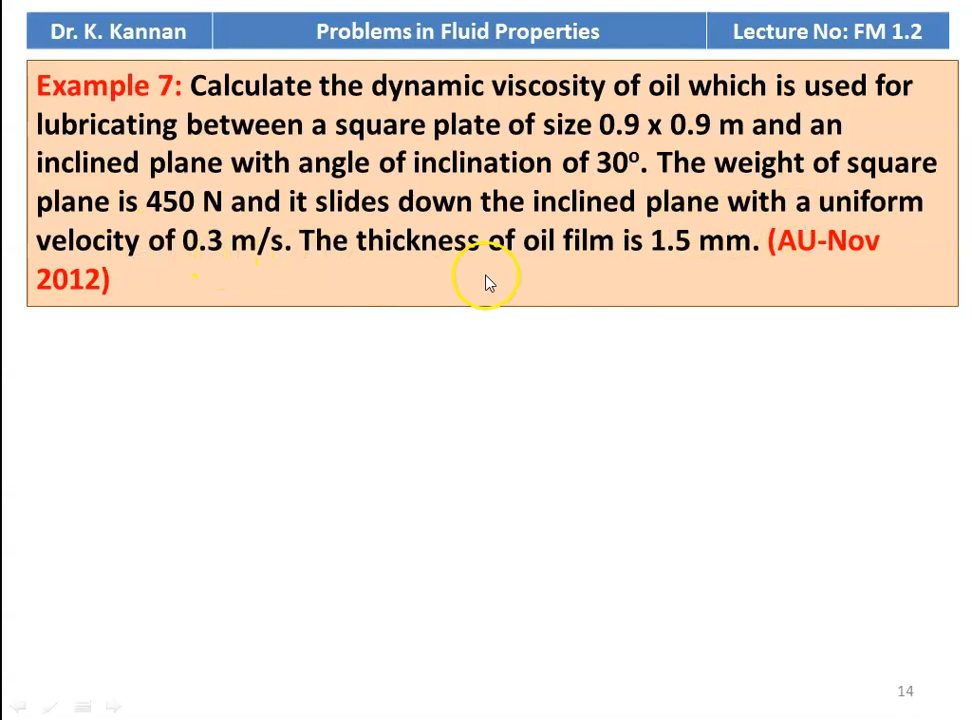 Dr. K. Kannan
Problems in Fluid Properties
Lecture No: FM 1.2
Example 7: Calculate the dynamic viscosity of oil which is used for
lubricating between a square plate of size 0.9 x 0.9 m and an
inclined plane with angle of inclination of 30º. The weight of square
plane is 450 N and it slides down the inclined plane with a uniform
velocity of 0.3 m/s. The thickness of oil film is 1.5 mm. (AU-Nov
2012)
14